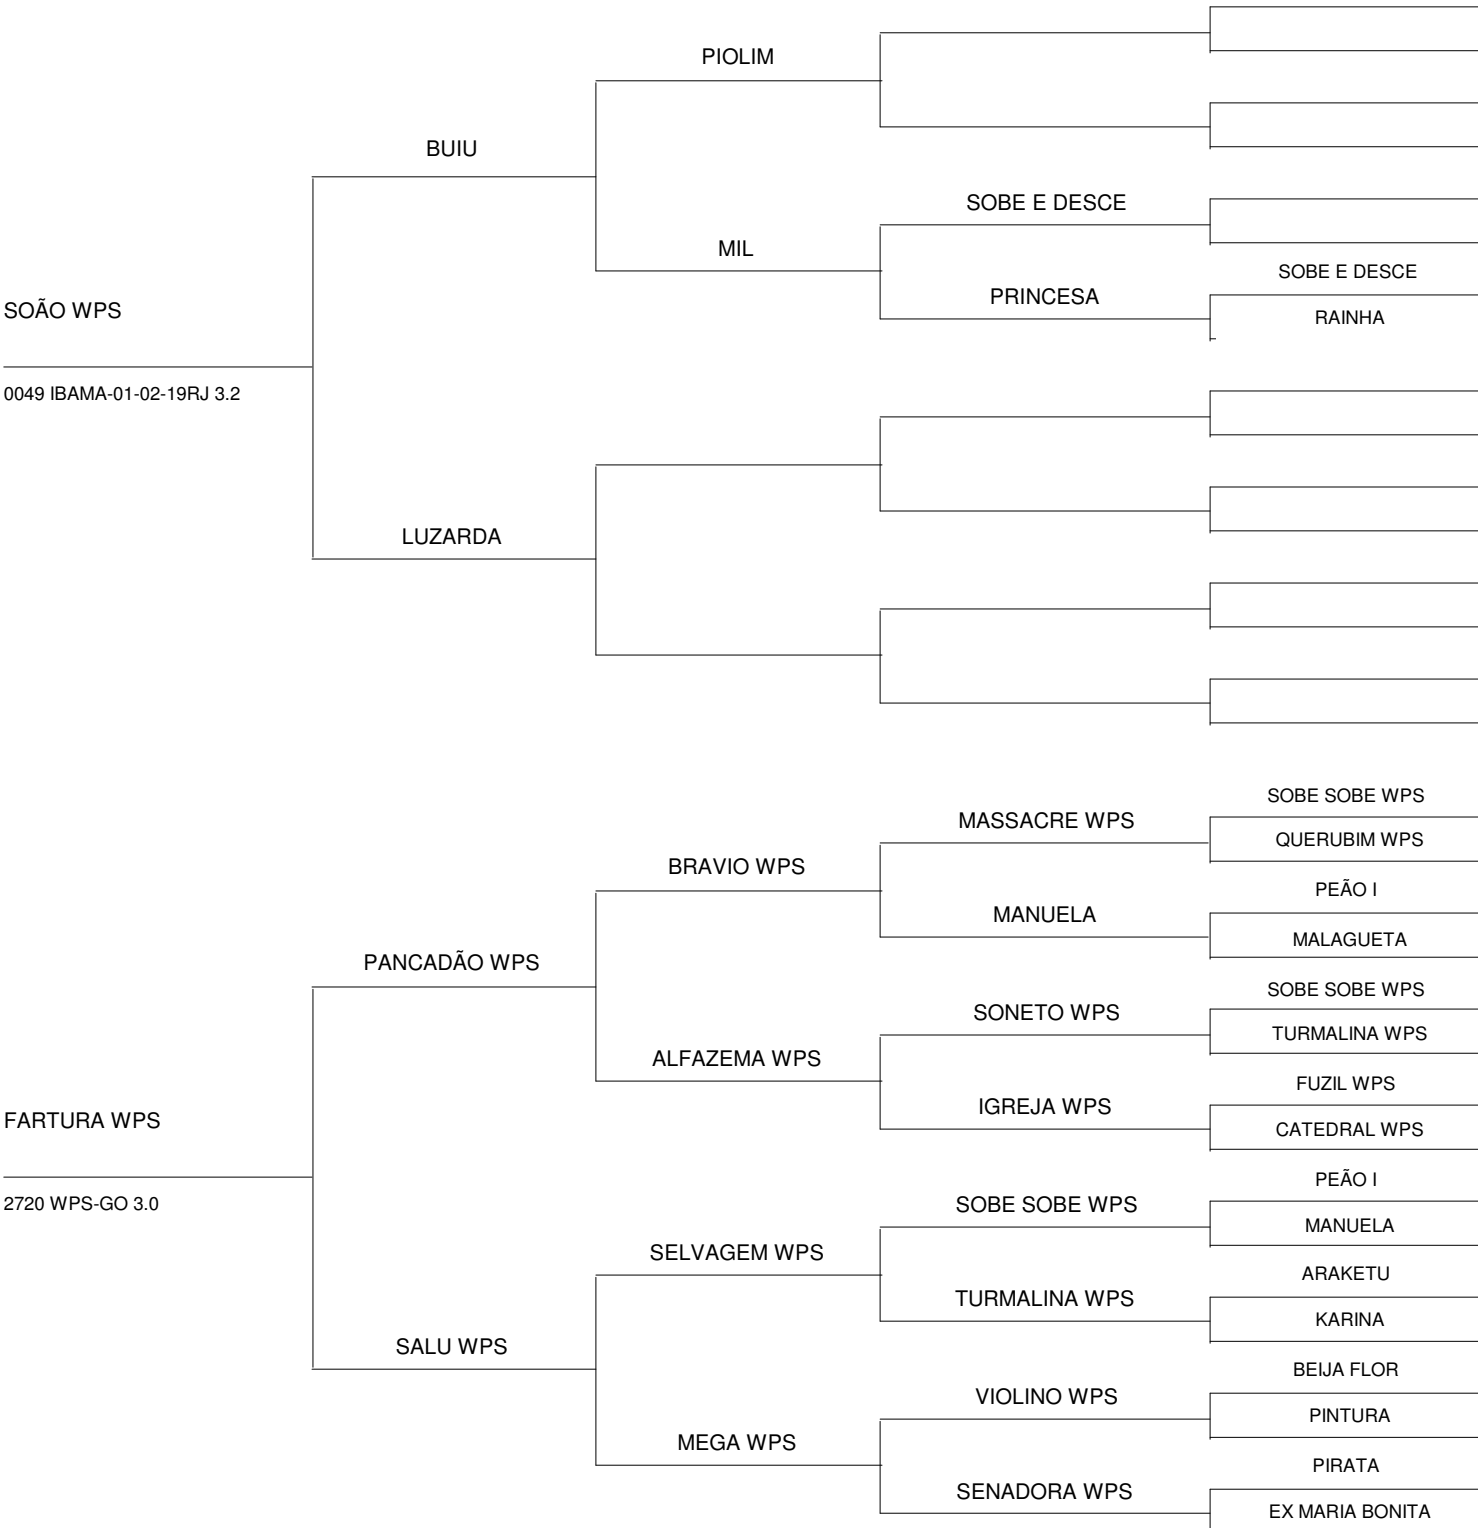 PIOLIM
BUIU
SOBE E DESCE
MIL
SOBE E DESCE
PRINCESA
SOÃO WPS
RAINHA
0049 IBAMA-01-02-19RJ 3.2
LUZARDA
SOBE SOBE WPS
MASSACRE WPS
QUERUBIM WPS
BRAVIO WPS
PEÃO I
MANUELA
MALAGUETA
PANCADÃO WPS
SOBE SOBE WPS
SONETO WPS
TURMALINA WPS
ALFAZEMA WPS
FUZIL WPS
IGREJA WPS
FARTURA WPS
CATEDRAL WPS
PEÃO I
2720 WPS-GO 3.0
SOBE SOBE WPS
MANUELA
SELVAGEM WPS
ARAKETU
TURMALINA WPS
KARINA
SALU WPS
BEIJA FLOR
VIOLINO WPS
PINTURA
MEGA WPS
PIRATA
SENADORA WPS
EX MARIA BONITA